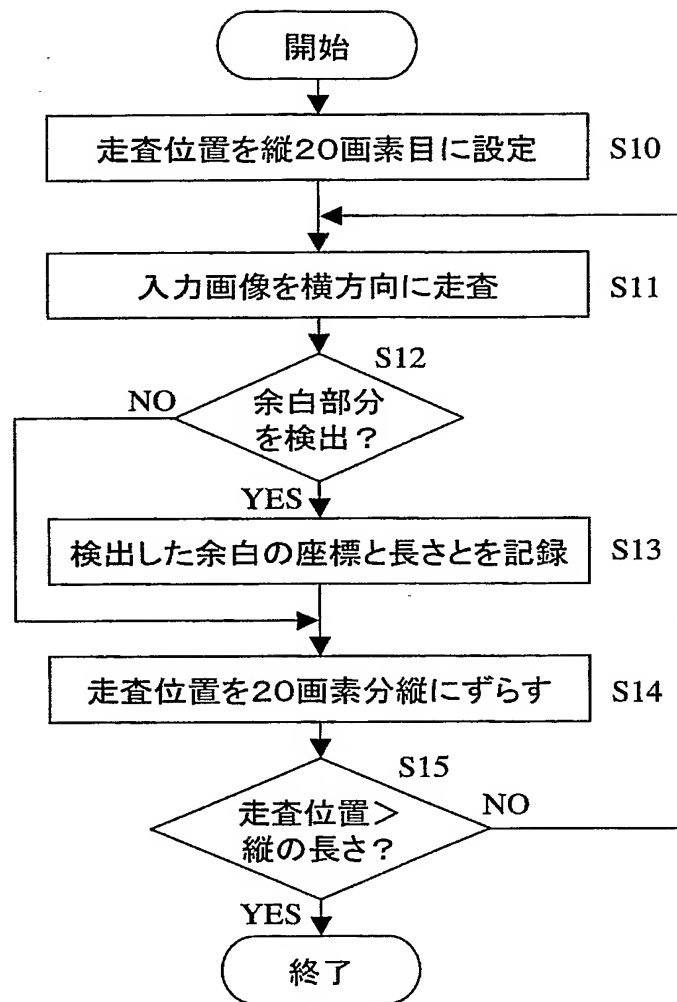 開始
走査位置を縦20画素目に設定
S10
入力画像を横方向に走査
S11
S12
NO
余白部分
を検出?
YES
検出した余白の座標と長さとを記録
S13
走査位置を20画素分縦にずらす
S14
S15
走査位置>
縦の長さ?
NO
YES
終了